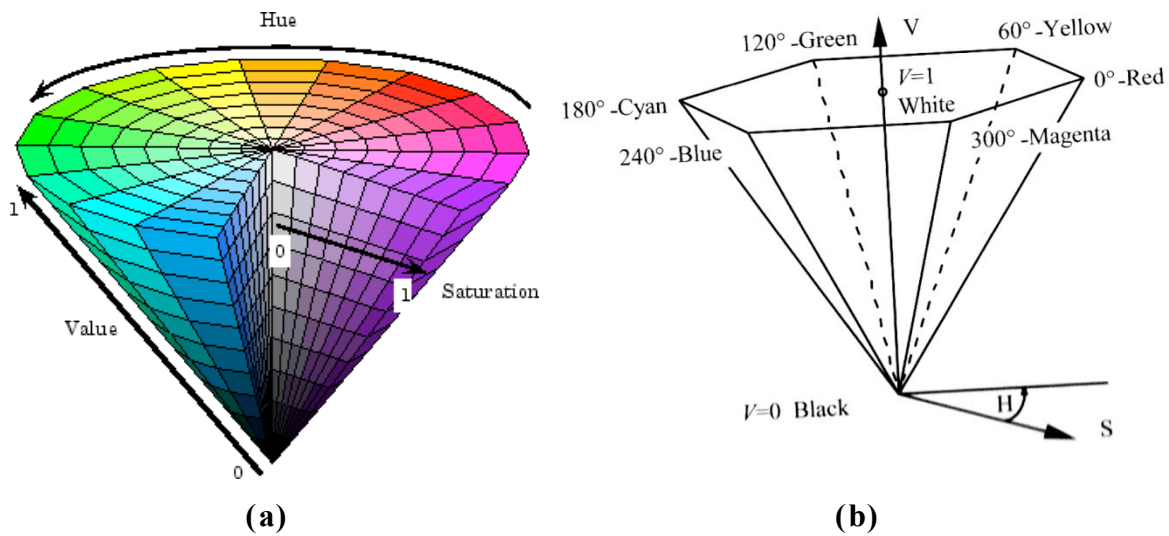 Hue
1
0
1
Saturation
Value
0
(a)
120° -Green
V
60° -Yellow
V=1
White
0° -Red
180° -Cyan
240° -Blue
300° -Magenta
V=0 Black
H
S
(b)